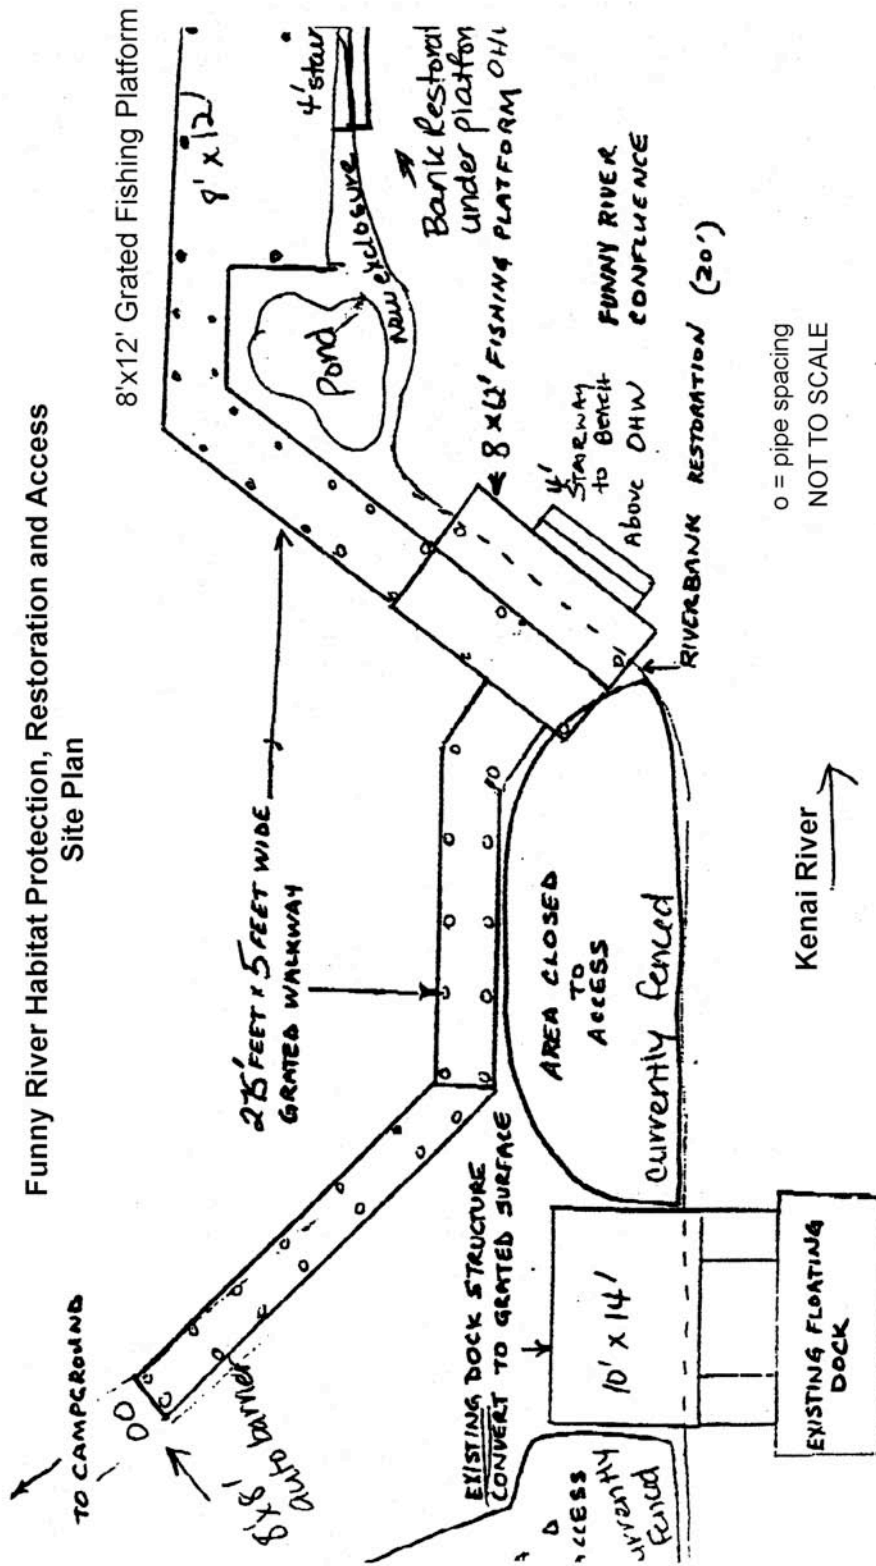 Funny River Habitat Protection, Restoration and Access
Site Plan
8'x12' Grated Fishing Platform
TO CAMPGROUND
8'x8'
auto barrier
275' FEET x 5 FEET WIDE
GRATED WALKWAY
8' x 12'
4' stair
Pond
New exclosure
Bank Restoral
under platfon
8 x 12' FISHING PLATFORM OHW
4'
STAIRWAY
to BEACH
Above OHW
FUNNY RIVER
CONFLUENCE
RIVERBANK RESTORATION (20')
EXISTING DOCK STRUCTURE
CONVERT TO GRATED SURFACE
10' x 14'
EXISTING FLOATING
DOCK
AREA CLOSED
TO
ACCESS
Currently fenced
D
CCESS
urrently
Fenced
Kenai River
o = pipe spacing
NOT TO SCALE